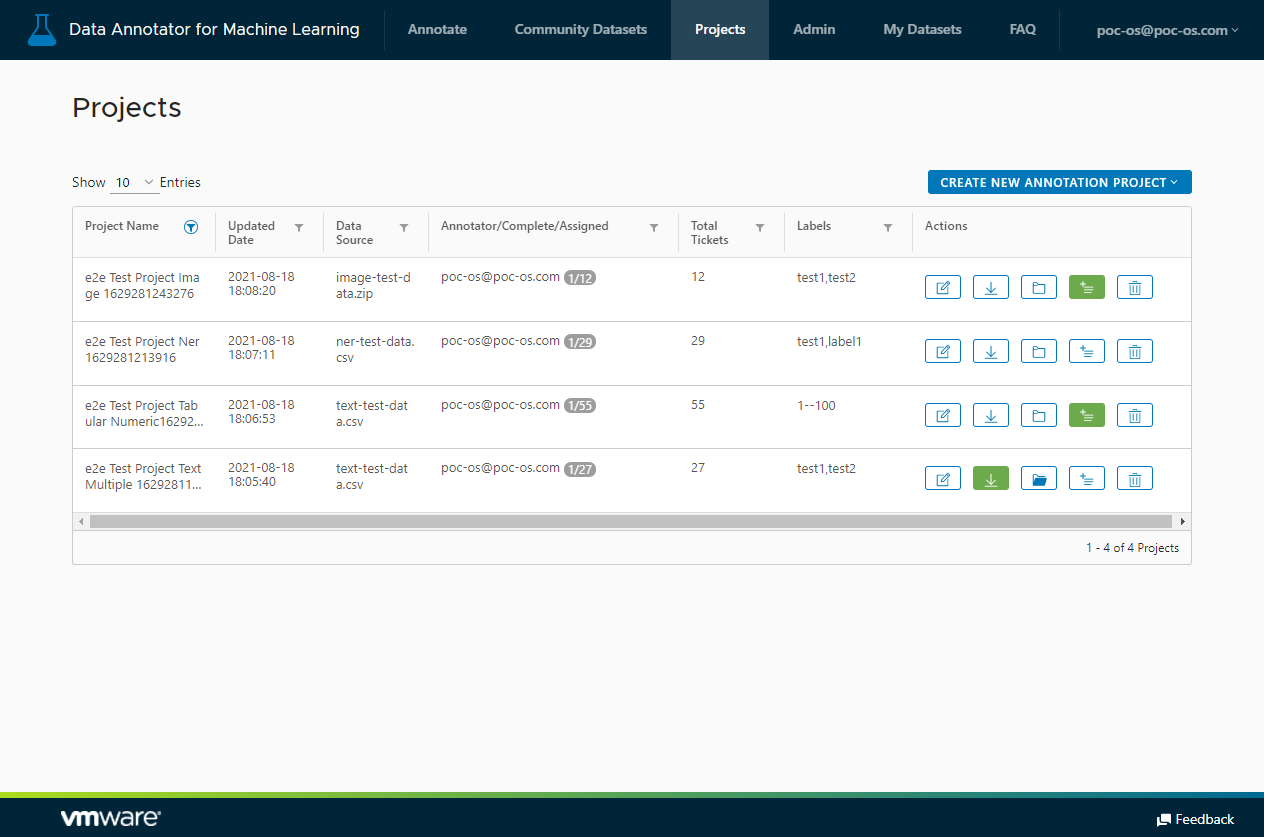 Data Annotator for Machine Learning Annotate Community Datasets Projects Admin My Datasets FAQ poc-os@poc-os.com
Projects
Show 10 Entries CREATE NEW ANNOTATION PROJECT
Project Name Updated Data Annotator/Complete/Assigned Total Labels Actions
Date Source Tickets
e2e Test Project Ima 2021-08-18 image-test-d poc-os@poc-os.com 1/12 12 test1,test2
ge 1629281243276 18:08:20 ata.zip
e2e Test Project Ner 2021-08-18 ner-test-data. poc-os@poc-os.com 1/29 29 test1,label1
1629281213916 18:07:11 csv
e2e Test Project Tab 2021-08-18 text-test-dat poc-os@poc-os.com 1/55 55 1--100
ular Numeric16292... 18:06:53 a.csv
e2e Test Project Text 2021-08-18 text-test-dat poc-os@poc-os.com 1/27 27 test1,test2
Multiple 16292811... 18:05:40 a.csv
1 - 4 of 4 Projects
vmware Feedback